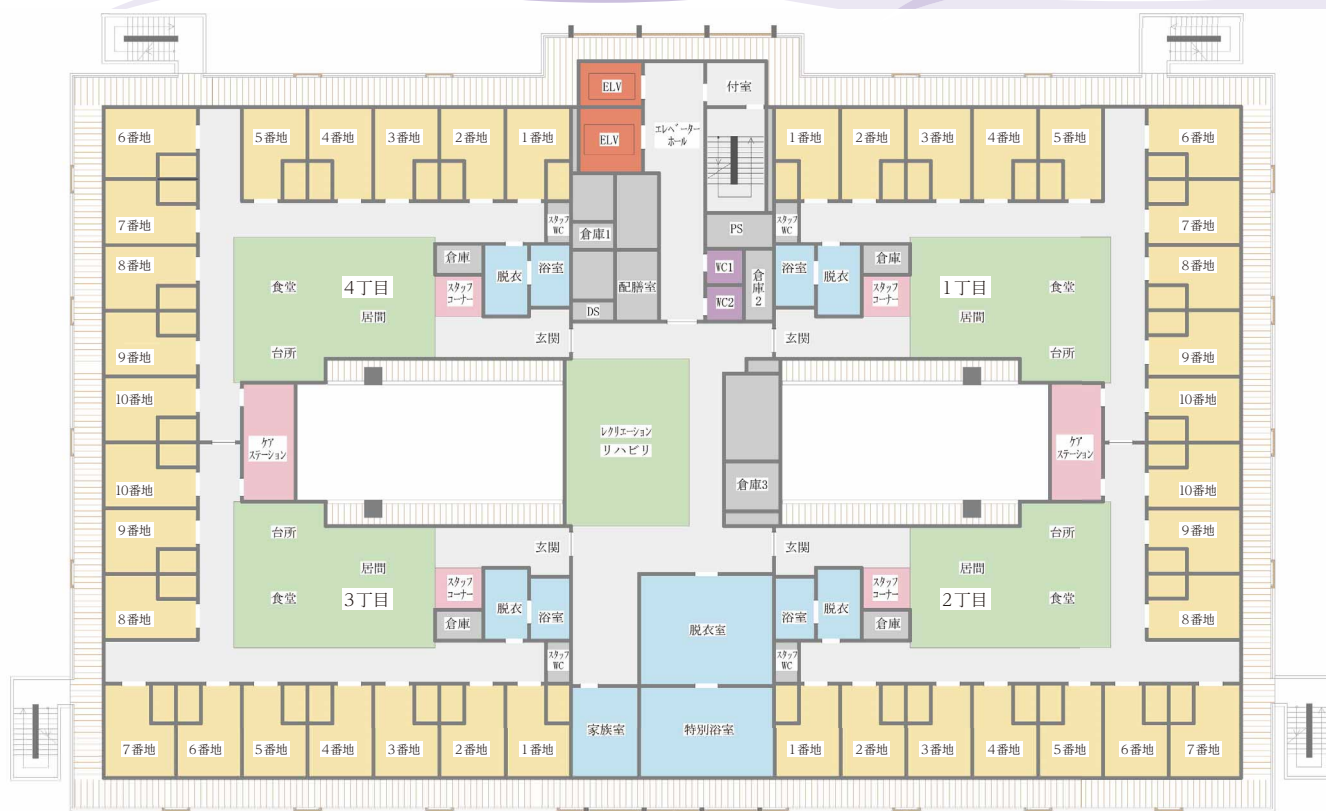 ELV
付室
ELV
エレベーター
ホール
6番地
5番地
4番地
3番地
2番地
1番地
1番地
2番地
3番地
4番地
5番地
6番地
7番地
スタッフ
WC
倉庫1
PS
スタッフ
WC
7番地
8番地
倉庫
脱衣
浴室
配膳室
WC1
WC2
倉庫2
浴室
脱衣
倉庫
8番地
食堂
4丁目
スタッフ
コーナー
DS
スタッフ
コーナー
1丁目
食堂
居間
居間
9番地
台所
玄関
玄関
台所
9番地
10番地
10番地
ケア
ステーション
レクリエーション
リハビリ
ケア
ステーション
10番地
倉庫3
10番地
9番地
台所
玄関
玄関
台所
9番地
居間
居間
食堂
3丁目
スタッフ
コーナー
スタッフ
コーナー
2丁目
食堂
8番地
倉庫
脱衣
浴室
脱衣室
浴室
脱衣
倉庫
8番地
スタッフ
WC
スタッフ
WC
7番地
6番地
5番地
4番地
3番地
2番地
1番地
家族室
特別浴室
1番地
2番地
3番地
4番地
5番地
6番地
7番地